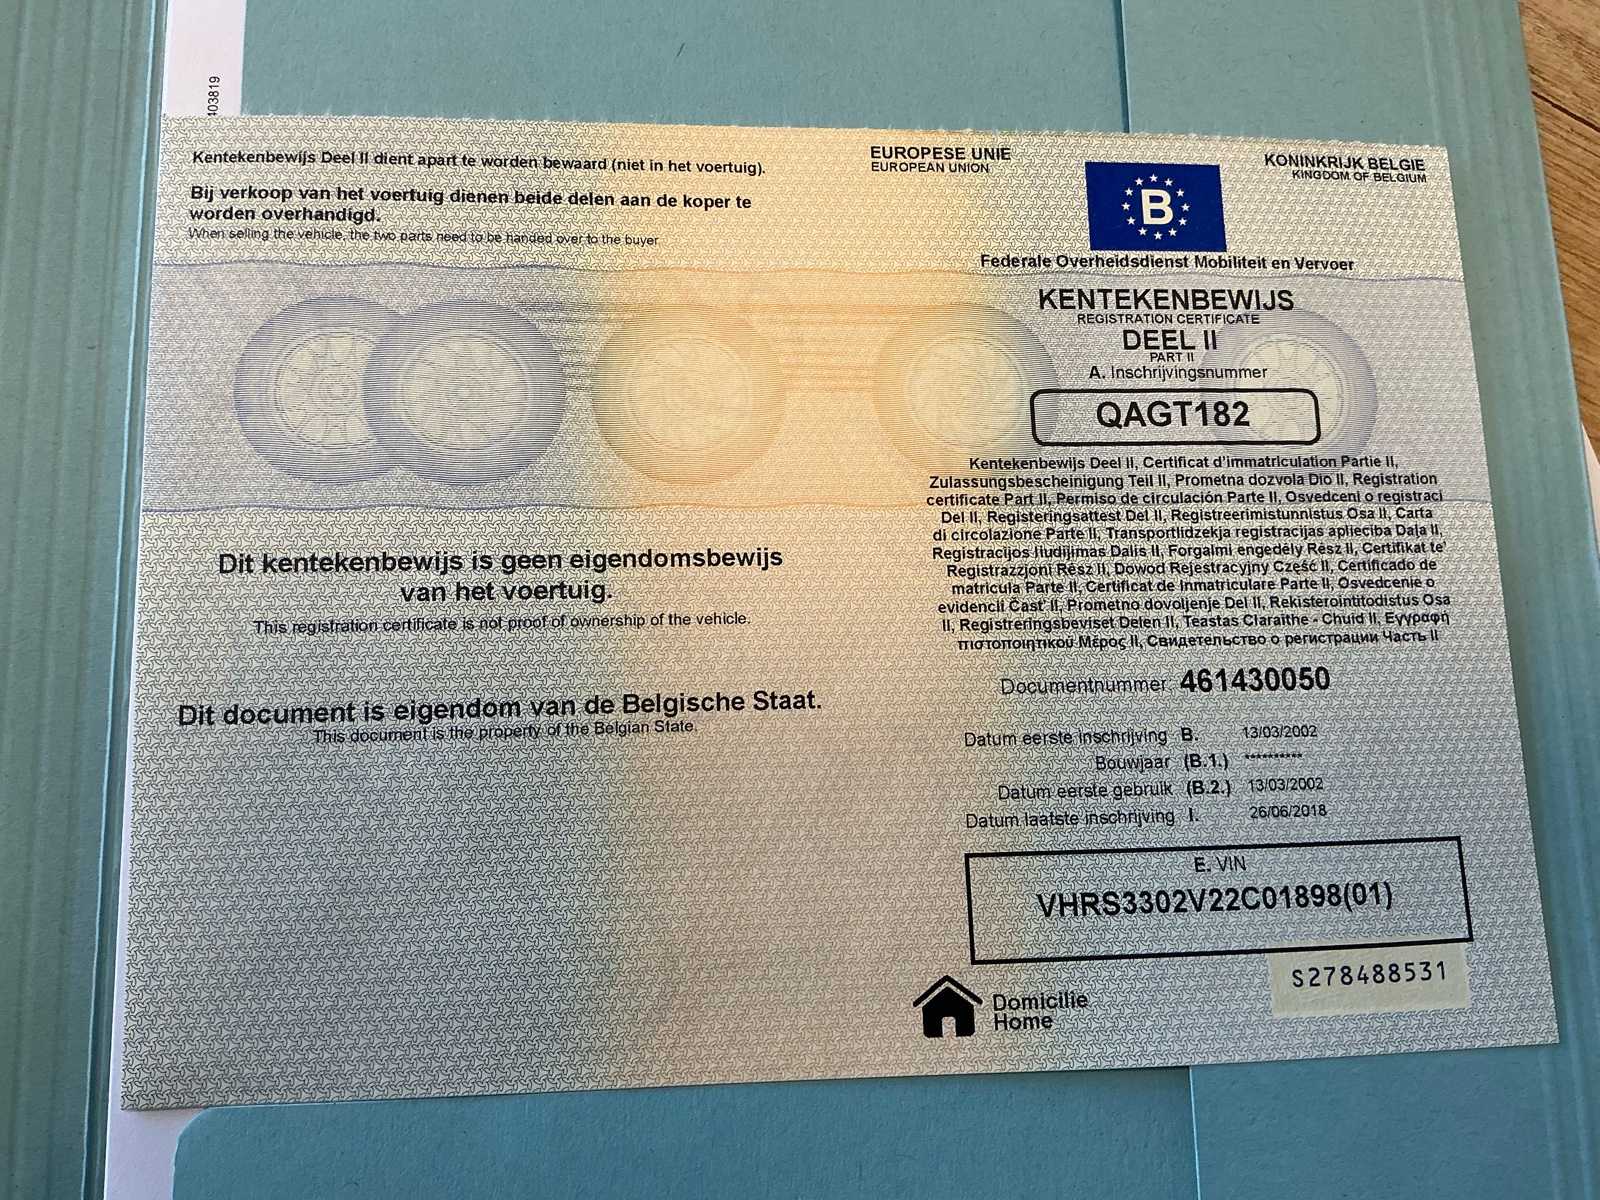 403819
Kentekenbewijs Deel II dient apart te worden bewaard (niet in het voertuig).
Bij verkoop van het voertuig dienen beide delen aan de koper te
worden overhandigd.
When selling the vehicle, the two parts need to be handed over to the buyer
EUROPESE UNIE
EUROPEAN UNION
B
KONINKRIJK BELGIE
KINGDOM OF BELGIUM
Federale Overheidsdienst Mobiliteit en Vervoer
KENTEKENBEWIJS
REGISTRATION CERTIFICATE
DEEL II
PART II
A. Inschrijvingsnummer
QAGT182
Kentekenbewijs Deel II, Certificat d'immatriculation Partie II,
Zulassungsbescheinigung Teil II, Prometna dozvola Dio II, Registration
certificate Part II, Permiso de circulación Parte II, Osvedceni o registraci
Del II, Registeringsattest Del II, Registreerimistunnistus Osa II, Carta
di circolazione Parte II, Transportlidzekja registracijas aplieciba Daļa II,
Registracijos liudijimas Dalis II, Forgalmi engedély Rész II, Certifikat te'
Registrazzjoni Rész II, Dowod Rejestracyjny Część II, Certificado de
matricula Parte II, Certificat de Inmatriculare Parte II, Osvedcenie o
evidencii Cast' II, Prometno dovoljenje Del II, Rekisterointitodistus Osa
II, Registreringsbeviset Delen II, Teastas Claraithe - Chuid II, Εγγραφη
πιστοποιητικού Μέρος II, Свидетельство о регистрации Часть II
Dit kentekenbewijs is geen eigendomsbewijs
van het voertuig.
This registration certificate is not proof of ownership of the vehicle.
Dit document is eigendom van de Belgische Staat.
This document is the property of the Belgian State.
Documentnummer 461430050
Datum eerste inschrijving B. 13/03/2002
Bouwjaar (B.1.) **********
Datum eerste gebruik (B.2.) 13/03/2002
Datum laatste inschrijving I. 26/06/2018
E. VIN
VHRS3302V22C01898(01)
S278488531
Domicilie
Home